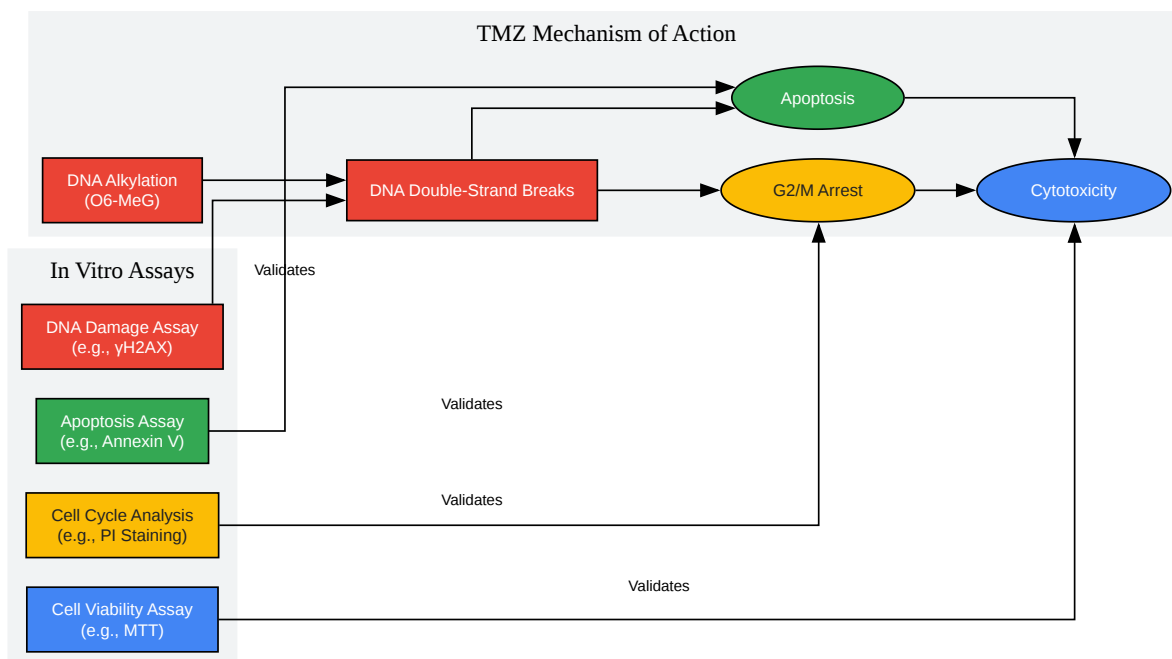 TMZ Mechanism of Action
Apoptosis
DNA Alkylation
(O6-MeG)
DNA Double-Strand Breaks
G2/M Arrest
Cytotoxicity
In Vitro Assays
Validates
DNA Damage Assay
(e.g., γH2AX)
Validates
Apoptosis Assay
(e.g., Annexin V)
Validates
Cell Cycle Analysis
(e.g., PI Staining)
Validates
Cell Viability Assay
(e.g., MTT)